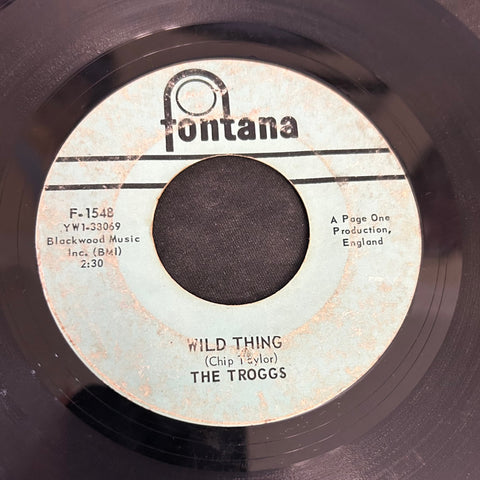 fontana
F-1548
YW1-38069
Blackwood Music
Inc. (BMI)
2:30
A Page One
Production,
England
WILD THING
(Chip Taylor)
THE TROGGS